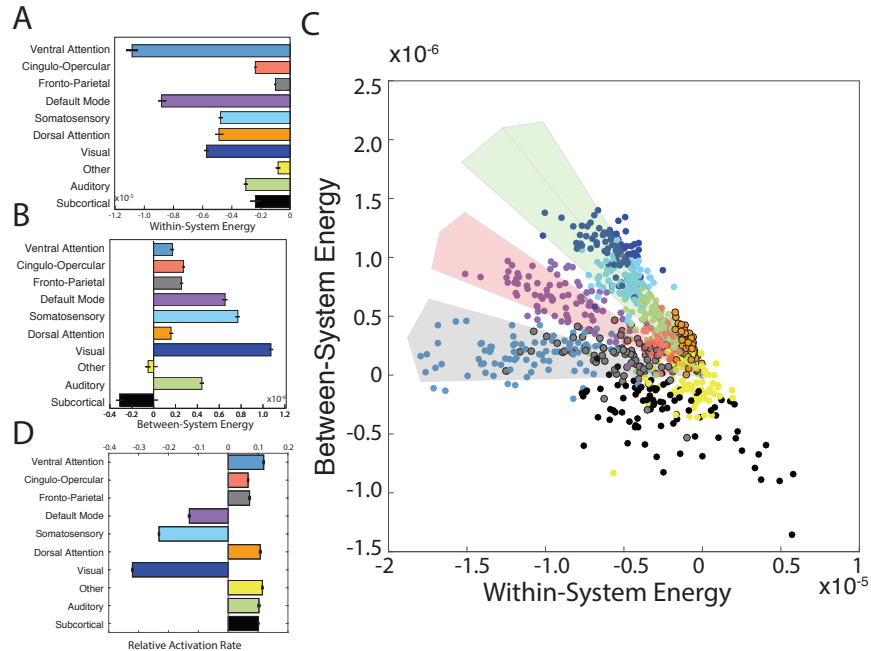 A
Ventral Attention
Cingulo-Opercular
Fronto-Parietal
Default Mode
Somatosensory
Dorsal Attention
Visual
Other
Auditory
Subcortical
x10^-5
-1.2 -1 -0.8 -0.6 -0.4 -0.2 0
Within-System Energy
B
Ventral Attention
Cingulo-Opercular
Fronto-Parietal
Default Mode
Somatosensory
Dorsal Attention
Visual
Other
Auditory
Subcortical
-0.2 0 0.2 0.4 0.6 0.8 1
Between-System Energy
D
-0.4 -0.3 -0.2 -0.1 0 0.1 0.2
Ventral Attention
Cingulo-Opercular
Fronto-Parietal
Default Mode
Somatosensory
Dorsal Attention
Visual
Other
Auditory
Subcortical
Relative Activation Rate
C
x10^-6
2.5
2.0
1.5
1.0
0.5
0
-0.5
-1.0
-1.5
Between-System Energy
-2 -1.5 -1.0 -0.5 0 0.5 1
Within-System Energy
x10^-5